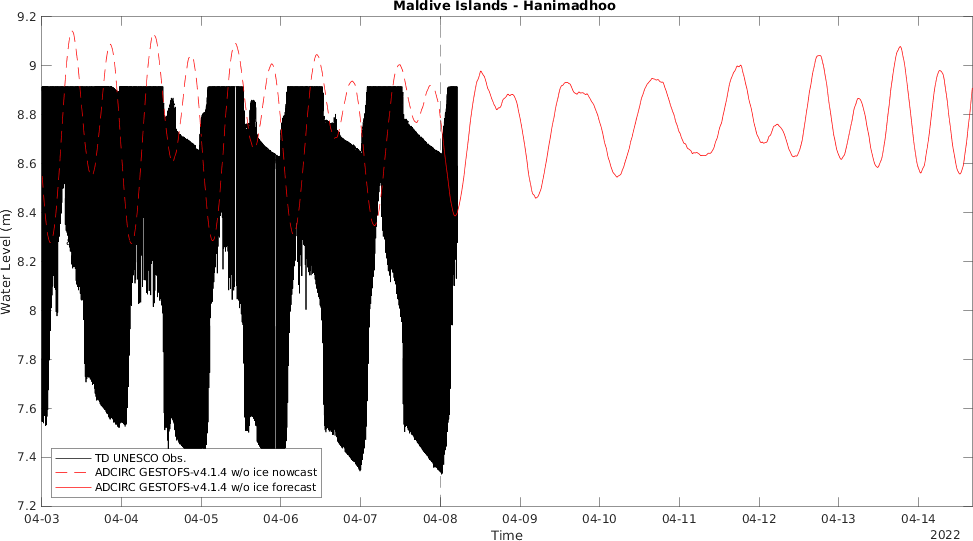 Maldive Islands - Hanimadhoo
Water Level (m)
9.2
9
8.8
8.6
8.4
8.2
8
7.8
7.6
7.4
7.2
TD UNESCO Obs.
ADCIRC GESTOFS-v4.1.4 w/o ice nowcast
ADCIRC GESTOFS-v4.1.4 w/o ice forecast
04-03 04-04 04-05 04-06 04-07 04-08 04-09 04-10 04-11 04-12 04-13 04-14
Time
2022